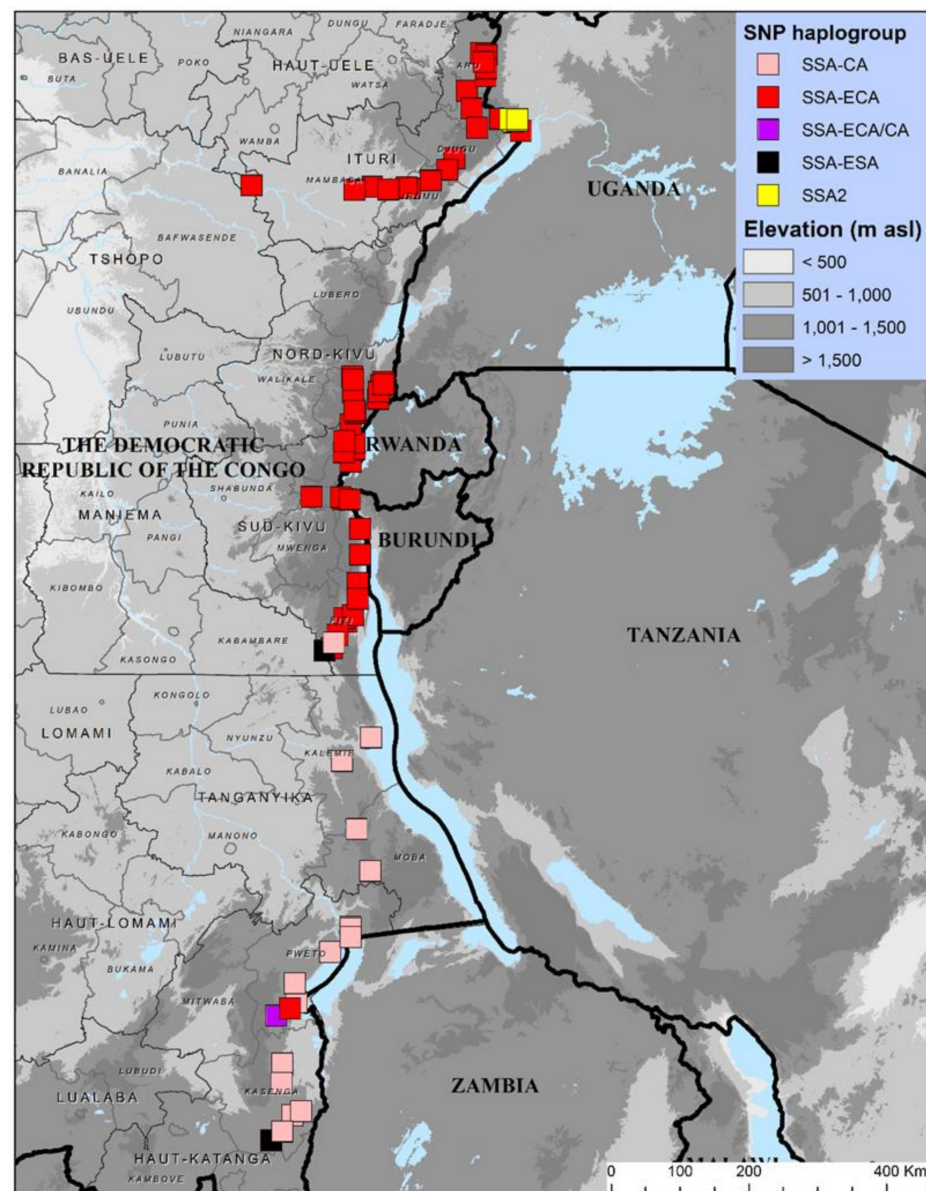 DUNGU
FARADJE
NIANGARA
BAS-UELE
POKO
HAUT-UELE
ARU
BUTA
WATSA
WAMBA
DJUGU
ITURI
BANALIA
MAMBASA
IRUMU
UGANDA
BAFWASENDE
TSHOPO
LUBERO
UBUNDU
LUBUTU
NORD-KIVU
WALIKALE
PUNIA
THE DEMOCRATIC
REPUBLIC OF THE CONGO
RWANDA
KAILO
SHABUNDA
MANIEMA
SUD-KIVU
PANGI
MWENGA
BURUNDI
KIBOMBO
FIZI
KABAMBARE
TANZANIA
KASONGO
KONGOLO
LUBAO
LOMAMI
NYUNZU
KALEMIE
KABALO
TANGANYIKA
KABONGO
MANONO
MOBA
HAUT-LOMAMI
KAMINA
PWETO
BUKAMA
MITWABA
LUBUDI
KASENGA
ZAMBIA
LUALABA
HAUT-KATANGA
KAMBOVE
MALAWI
SNP haplogroup
SSA-CA
SSA-ECA
SSA-ECA/CA
SSA-ESA
SSA2
Elevation (m asl)
< 500
501 - 1,000
1,001 - 1,500
> 1,500
0 100 200 400 Km